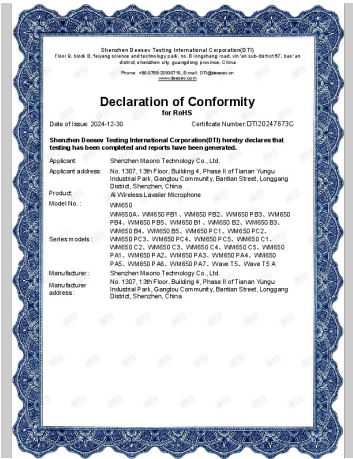 Shenzhen Deesev Testing International Corporation(DTI)
Floor 9, block B, feiyang science and technology park, no. 8 longchang road, xin'an sub-district 67, bao'an
district, shenzhen city, guangdong province, China
Phone: +86-0755-32936716, E-mail: DTI@deesev.cn
www.deesev.com
Declaration of Conformity
for RoHS
Date of Issue: 2024-12-30 Certificate Number:DTI20247673C
Shenzhen Deesev Testing International Corporation(DTI) hereby declares that
testing has been completed and reports have been generated.
Applicant: Shenzhen Maono Technology Co., Ltd.
Applicant address: No. 1307, 13th Floor, Building 4, Phase II of Tianan Yungu
Industrial Park, Gangtou Community, Bantian Street, Longgang
District, Shenzhen, China
Product: AI Wireless Lavalier Microphone
Model No.: WM650
WM650A、WM650 PB1、WM650 PB2、WM650 PB3、WM650
PB4、WM650 PB5、WM650 B1、WM650 B2、WM650 B3、
WM650 B4、WM650 B5、WM650 PC1、WM650 PC2、
Series models: WM650 PC3、WM650 PC4、WM650 PC5、WM650 C1、
WM650 C2、WM650 C3、WM650 C4、WM650 C5、WM650
PA1、WM650 PA2、WM650 PA3、WM650 PA4、WM650
PA5、WM650 PA6、WM650 PA7、Wave T5、Wave T5 A
Manufacturer: Shenzhen Maono Technology Co., Ltd.
Manufacturer address: No. 1307, 13th Floor, Building 4, Phase II of Tianan Yungu
Industrial Park, Gangtou Community, Bantian Street, Longgang
District, Shenzhen, China